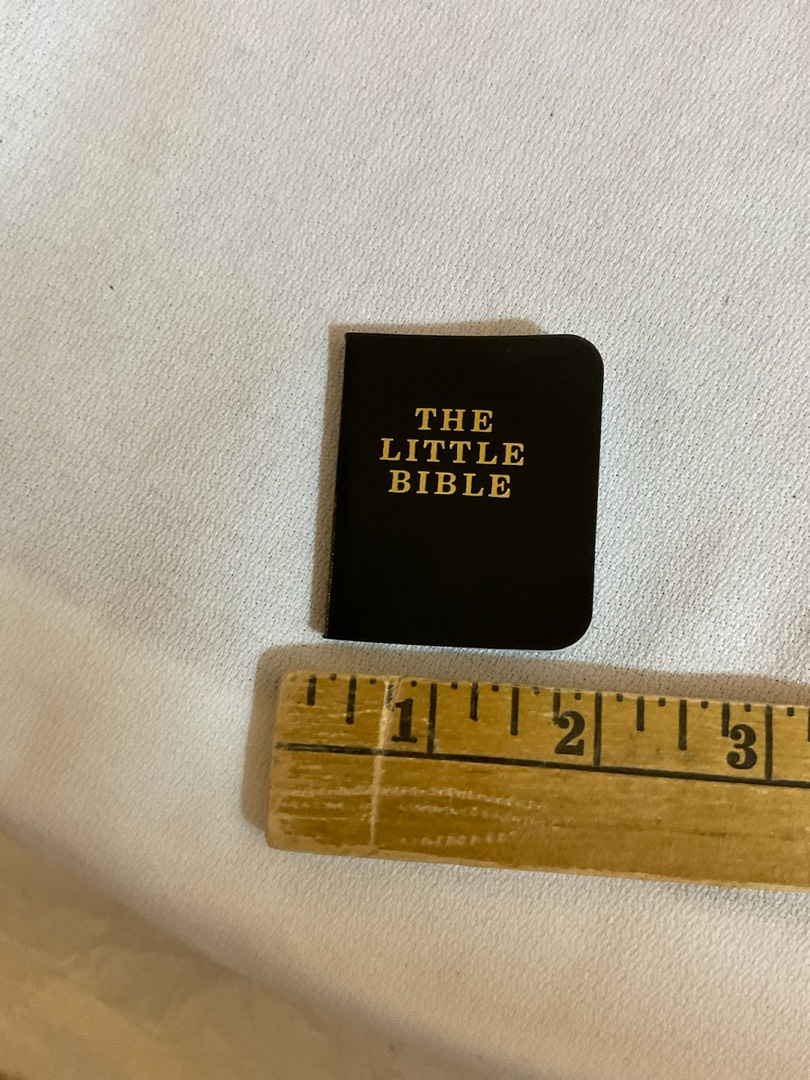 THE
LITTLE
BIBLE
1 2 3